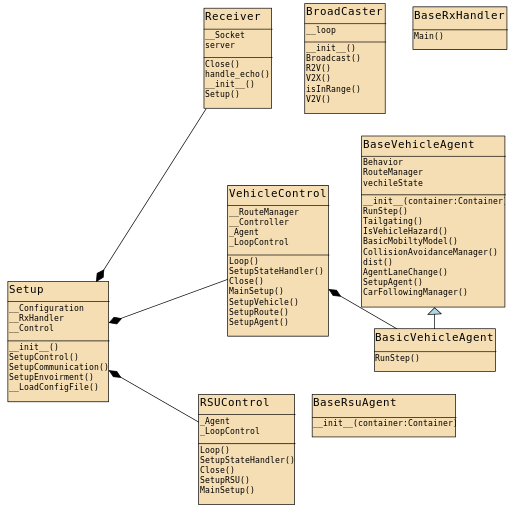 Receiver
__Socket
server
Close()
handle_echo()
__init__()
Setup()
BroadCaster
__loop
__init__()
Broadcast()
R2V()
V2X()
isInRange()
V2V()
BaseRxHandler
Main()
BaseVehicleAgent
Behavior
RouteManager
vechileState
__init__(container:Container
RunStep()
Tailgating()
IsVehicleHazard()
BasicMobiltyModel()
CollisionAvoidanceManager()
dist()
AgentLaneChange()
SetupAgent()
CarFollowingManager()
VehicleControl
__RouteManager
__Controller
_Agent
_LoopControl
Loop()
SetupStateHandler()
Close()
MainSetup()
SetupVehicle()
SetupRoute()
SetupAgent()
Setup
__Configuration
__RxHandler
__Control
__init__()
SetupControl()
SetupCommunication()
SetupEnvoirment()
__LoadConfigFile()
BasicVehicleAgent
RunStep()
RSUControl
_Agent
_LoopControl
Loop()
SetupStateHandler()
Close()
SetupRSU()
MainSetup()
BaseRsuAgent
__init__(container:Container